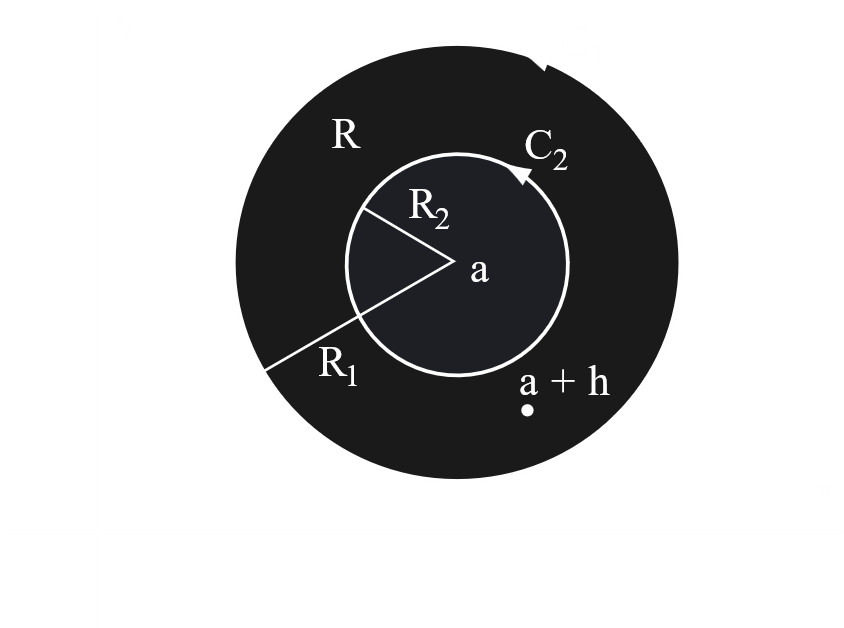 R
C₂
R₂
a
R₁
a + h